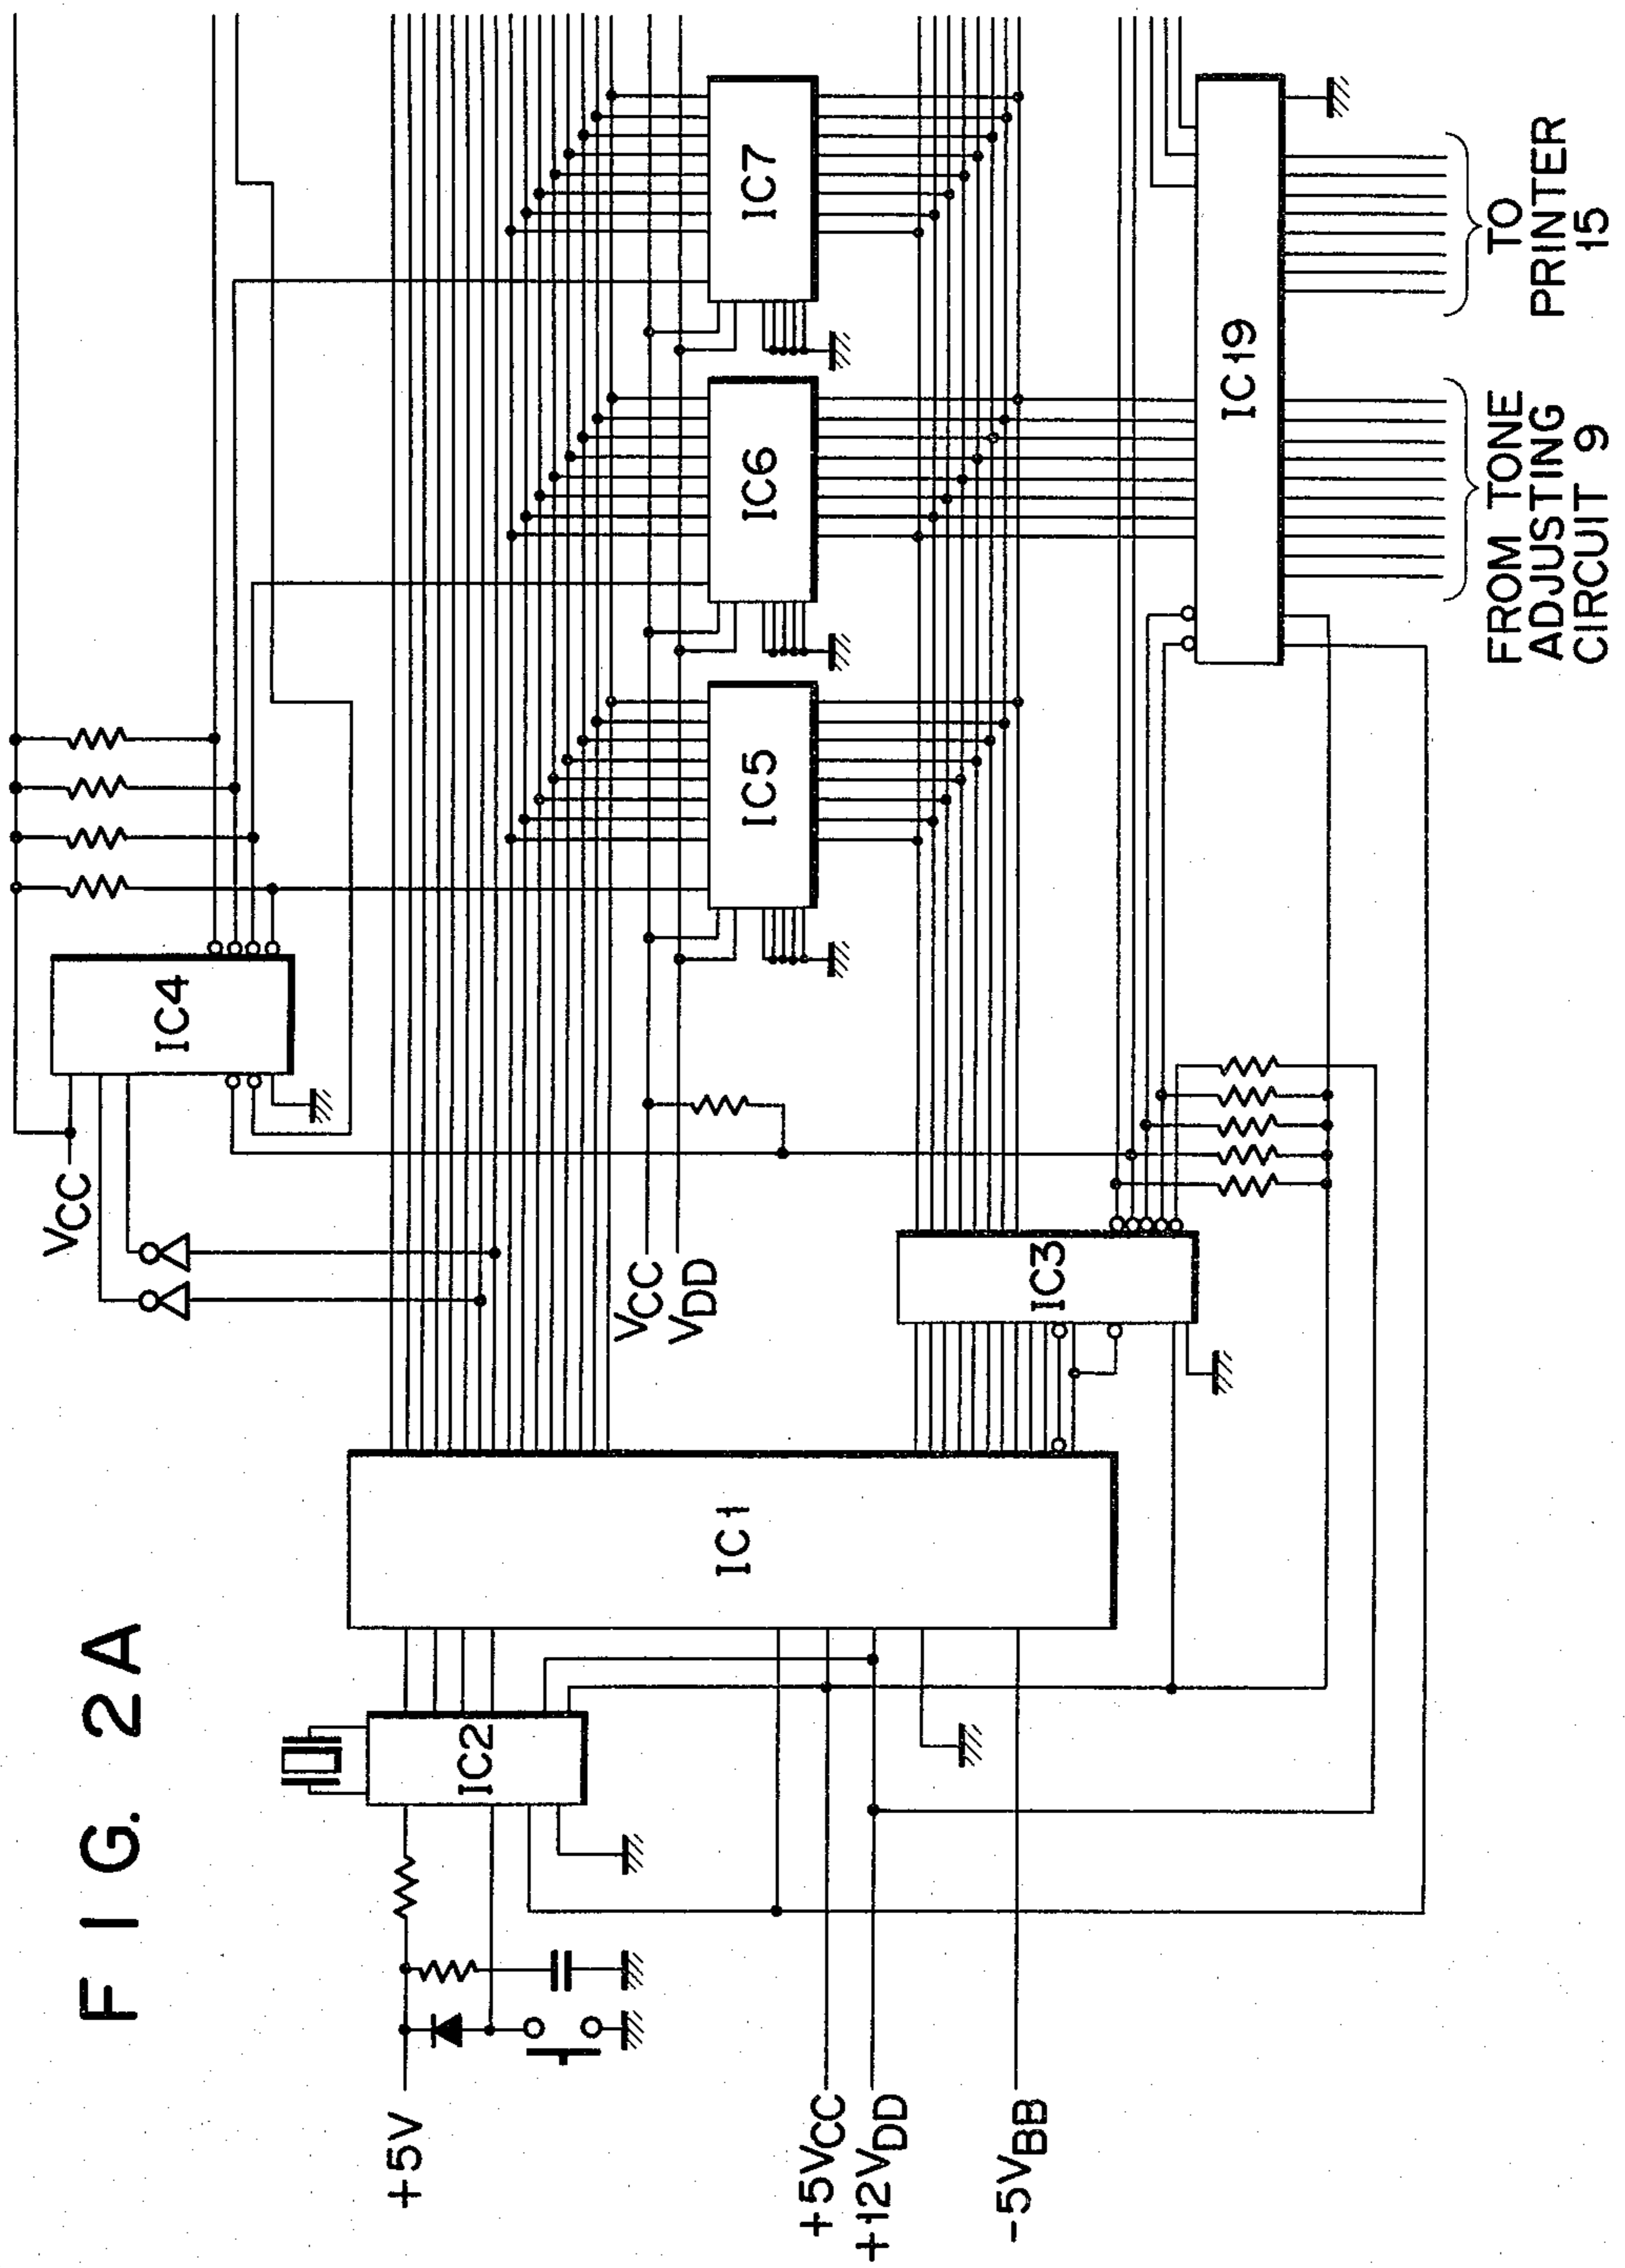 FIG. 2A
+5V
+5VCC
+12VDD
-5VBB
IC2
IC1
VCC
IC4
VCC
VDD
IC3
IC5
IC6
IC7
IC19
FROM TONE
ADJUSTING
CIRCUIT 9
TO
PRINTER
15